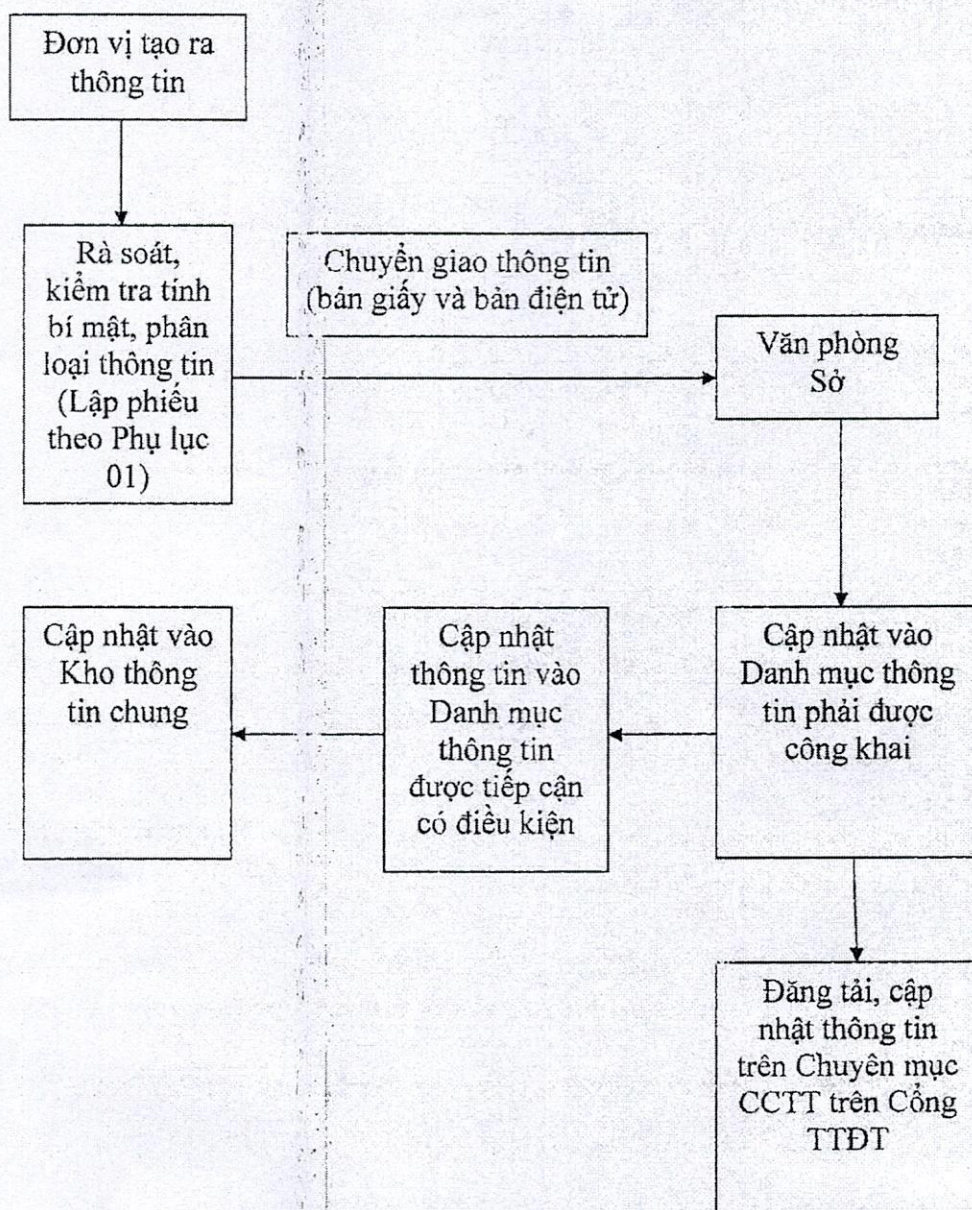 Đơn vị tạo ra
thông tin
Rà soát,
kiểm tra tính
bí mật, phân
loại thông tin
(Lập phiếu
theo Phụ lục
01)
Chuyển giao thông tin
(bản giấy và bản điện tử)
Văn phòng
Sở
Cập nhật vào
Kho thông
tin chung
Cập nhật
thông tin vào
Danh mục
thông tin
được tiếp cận
có điều kiện
Cập nhật vào
Danh mục thông
tin phải được
công khai
Đăng tải, cập
nhật thông tin
trên Chuyên mục
CCTT trên Cổng
TTĐT